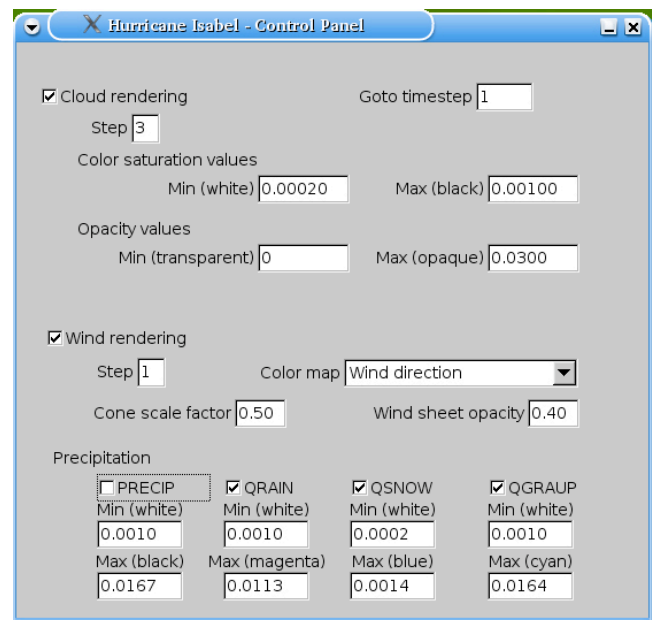 Hurricane Isabel - Control Panel
Cloud rendering Goto timestep 1
Step 3
Color saturation values
Min (white) 0.00020 Max (black) 0.00100
Opacity values
Min (transparent) 0 Max (opaque) 0.0300
Wind rendering
Step 1 Color map Wind direction
Cone scale factor 0.50 Wind sheet opacity 0.40
Precipitation
PRECIP QRAIN QSNOW QGRAUP
Min (white) Min (white) Min (white) Min (white)
0.0010 0.0010 0.0002 0.0010
Max (black) Max (magenta) Max (blue) Max (cyan)
0.0167 0.0113 0.0014 0.0164